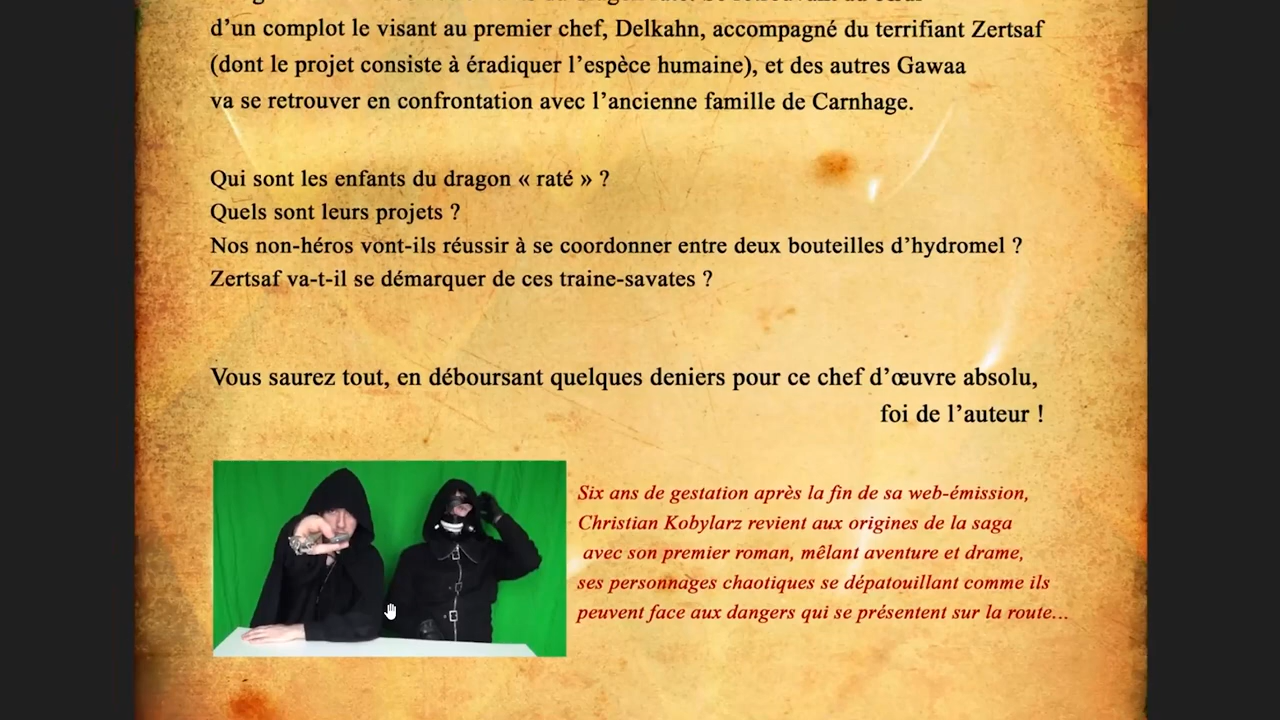 d’un complot le visant au premier chef, Delkahn, accompagné du terrifiant Zertsaf
(dont le projet consiste à éradiquer l’espèce humaine), et des autres Gawaa
va se retrouver en confrontation avec l’ancienne famille de Carnhage.
Qui sont les enfants du dragon « raté » ?
Quels sont leurs projets ?
Nos non-héros vont-ils réussir à se coordonner entre deux bouteilles d’hydromel ?
Zertsaf va-t-il se démarquer de ces traine-savates ?
Vous saurez tout, en déboursant quelques deniers pour ce chef d’œuvre absolu,
foi de l’auteur !
Six ans de gestation après la fin de sa web-émission,
Christian Kobylarz revient aux origines de la saga
avec son premier roman, mêlant aventure et drame,
ses personnages chaotiques se dépatouillant comme ils
peuvent face aux dangers qui se présentent sur la route...